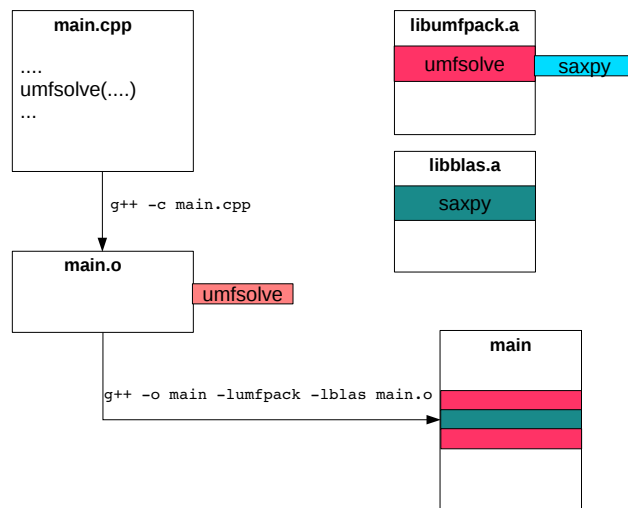 main.cpp
....
umfsolve(....)
...
g++ -c main.cpp
main.o
umfsolve
g++ -o main -lumfpack -lblas main.o
libumfpack.a
umfsolve
saxpy
libblas.a
saxpy
main